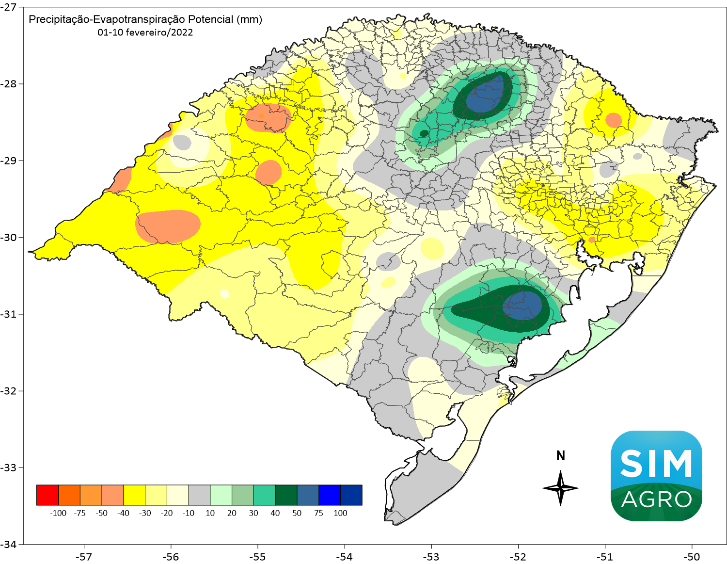 Precipitação-Evapotranspiração Potencial (mm)
01-10 fevereiro/2022
-27
-28
-29
-30
-31
-32
-33
-34
N
SIM
AGRO
-100 -75 -50 -40 -30 -20 -10 10 20 30 40 50 75 100
-57 -56 -55 -54 -53 -52 -51 -50